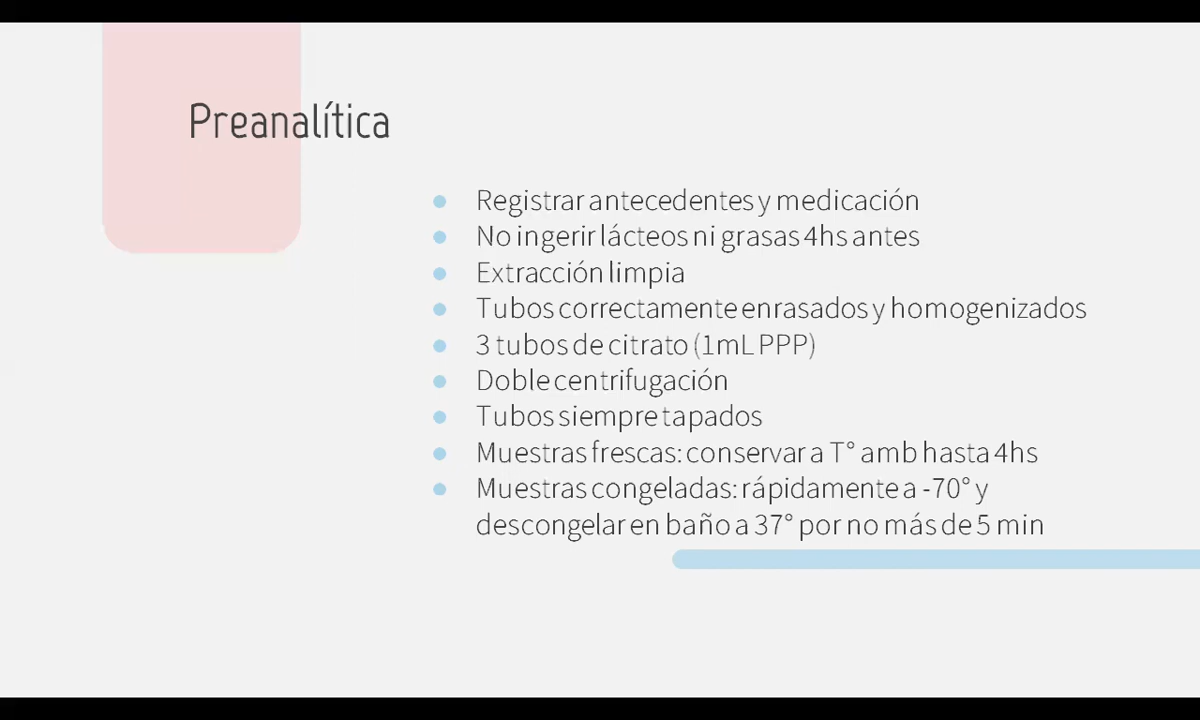 Preanalítica
Registrar antecedentes y medicación
No ingerir lácteos ni grasas 4hs antes
Extracción limpia
Tubos correctamente enrasados y homogenizados
3 tubos de citrato (1mL PPP)
Doble centrifugación
Tubos siempre tapados
Muestras frescas: conservar a T° amb hasta 4hs
Muestras congeladas: rápidamente a -70° y
descongelar en baño a 37° por no más de 5 min